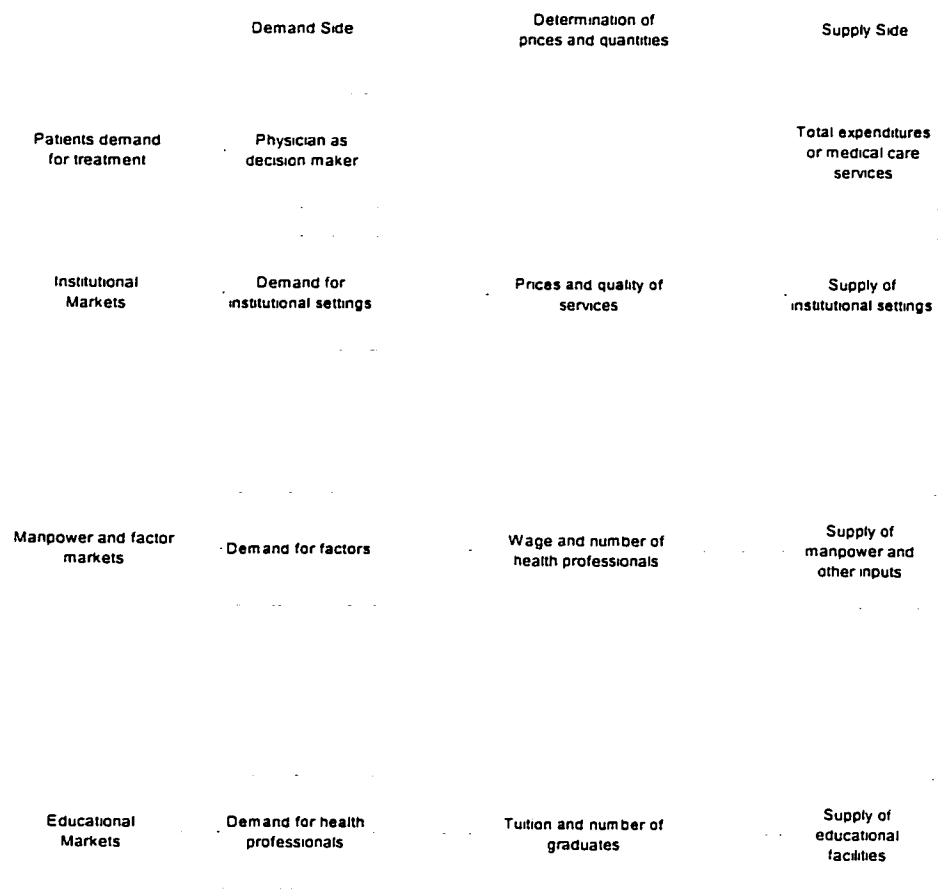 Demand Side
Determination of
prices and quantities
Supply Side
Patients demand
for treatment
Physician as
decision maker
Total expenditures
or medical care
services
Institutional
Markets
Demand for
institutional settings
Prices and quality of
services
Supply of
institutional settings
Manpower and factor
markets
Demand for factors
Wage and number of
health professionals
Supply of
manpower and
other inputs
Educational
Markets
Demand for health
professionals
Tuition and number of
graduates
Supply of
educational
facilities